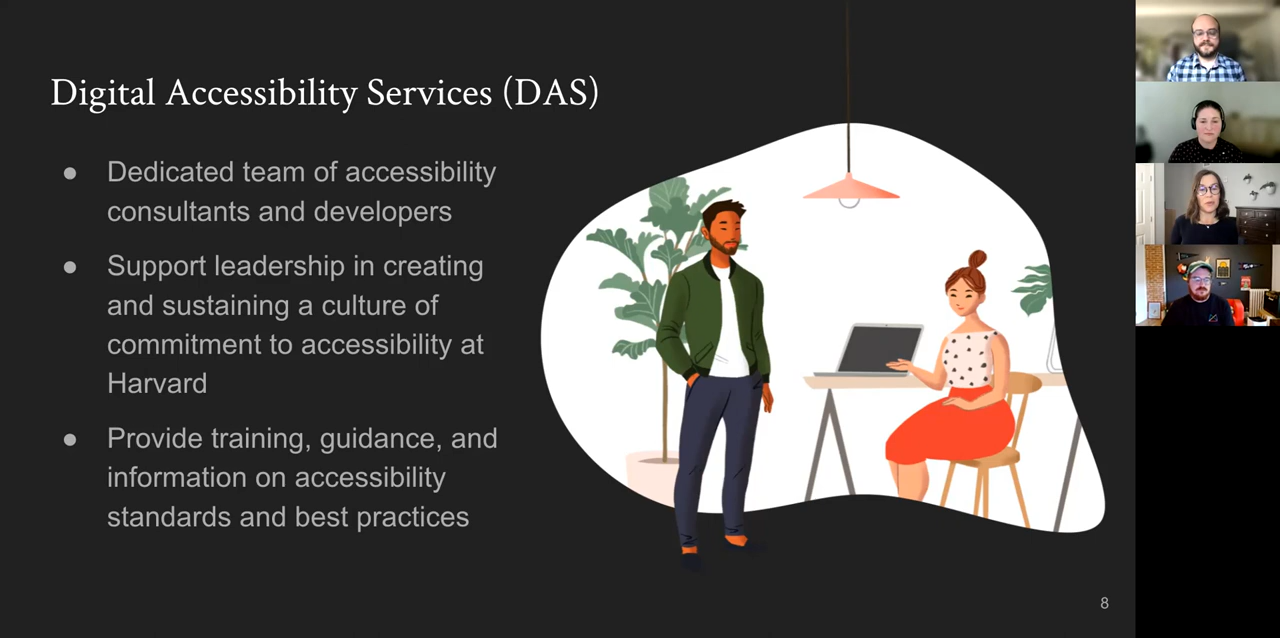 Digital Accessibility Services (DAS)
● Dedicated team of accessibility
consultants and developers
● Support leadership in creating
and sustaining a culture of
commitment to accessibility at
Harvard
● Provide training, guidance, and
information on accessibility
standards and best practices
8